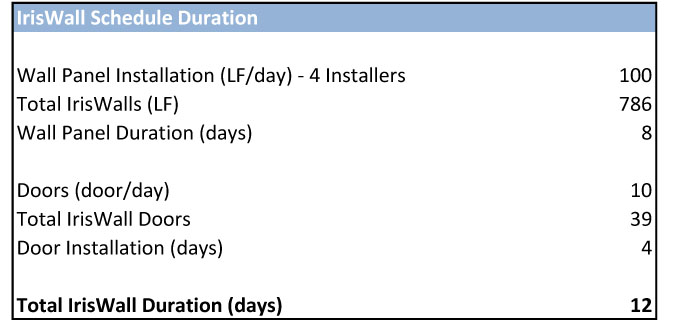 IrisWall Schedule Duration
Wall Panel Installation (LF/day) - 4 Installers 100
Total IrisWalls (LF) 786
Wall Panel Duration (days) 8
Doors (door/day) 10
Total IrisWall Doors 39
Door Installation (days) 4
Total IrisWall Duration (days) 12